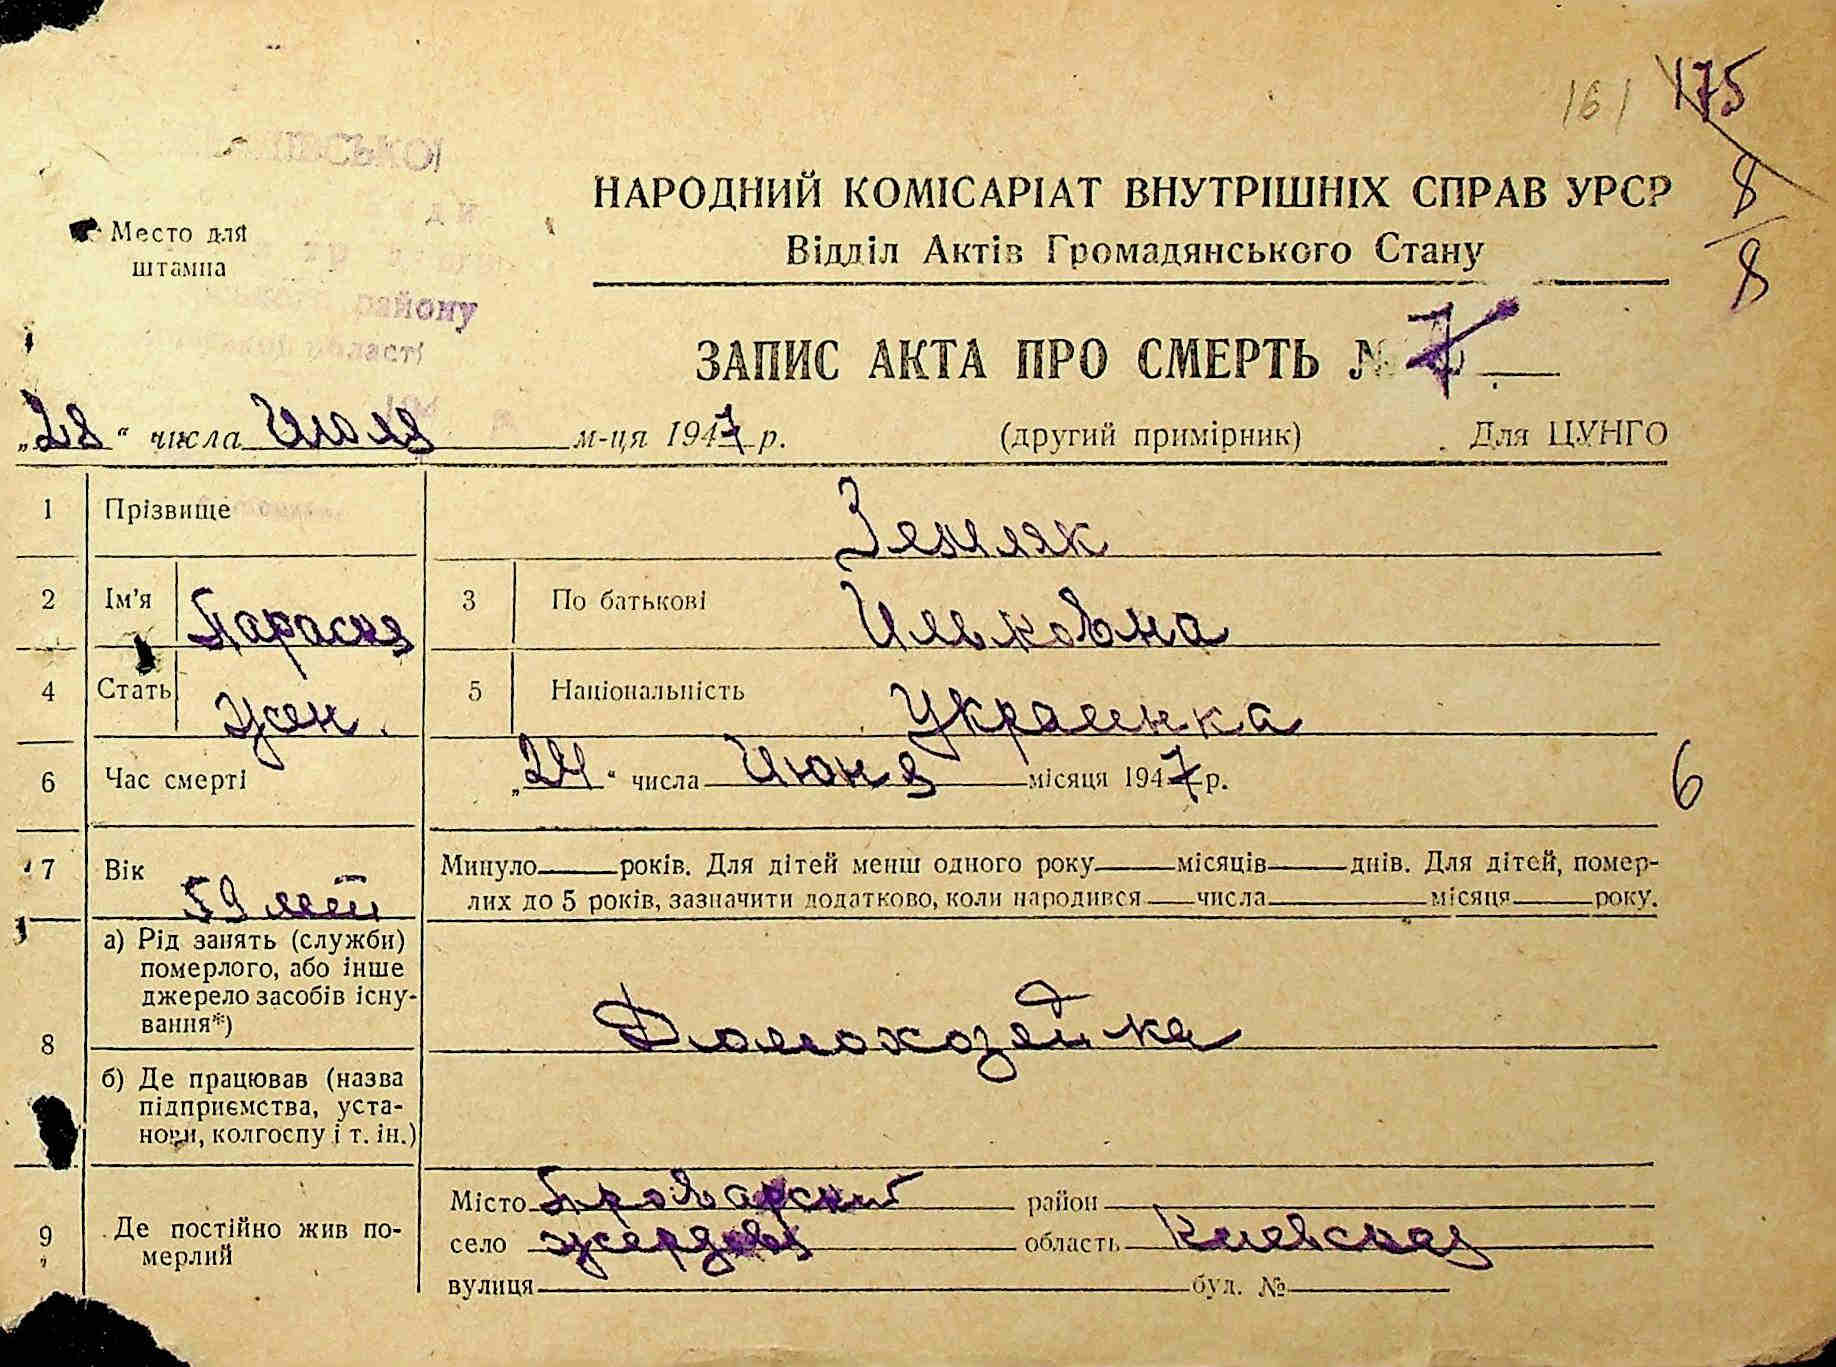 161 175
8
8
ІВСЬКОЇ
району
області
Место для
штампа
НАРОДНИЙ КОМІСАРІАТ ВНУТРІШНІХ СПРАВ УРСР
Відділ Актів Громадянського Стану
ЗАПИС АКТА ПРО СМЕРТЬ № 7
„28“ числа Июля м-ця 1947 р. (другий примірник) Для ЦУНГО
1 Прізвище Земляк
2 Ім'я Параска 3 По батькові Ильковна
4 Стать жен. 5 Національність Украинка
6 Час смерті „24“ числа Июня місяця 1947 р.
6
7 Вік 59 лет Минуло років. Для дітей менш одного року місяців днів. Для дітей, помер-
лих до 5 років, зазначити додатково, коли народився числа місяця року.
8 а) Рід занять (служби)
померлого, або інше
джерело засобів існу-
вання*) Домохозяйка
б) Де працював (назва
підприємства, уста-
нови, колгоспу і т. ін.)
9 Де постійно жив по-
мерлий
Місто Броварский район
село Жердова область Киевская
вулиця буд. №